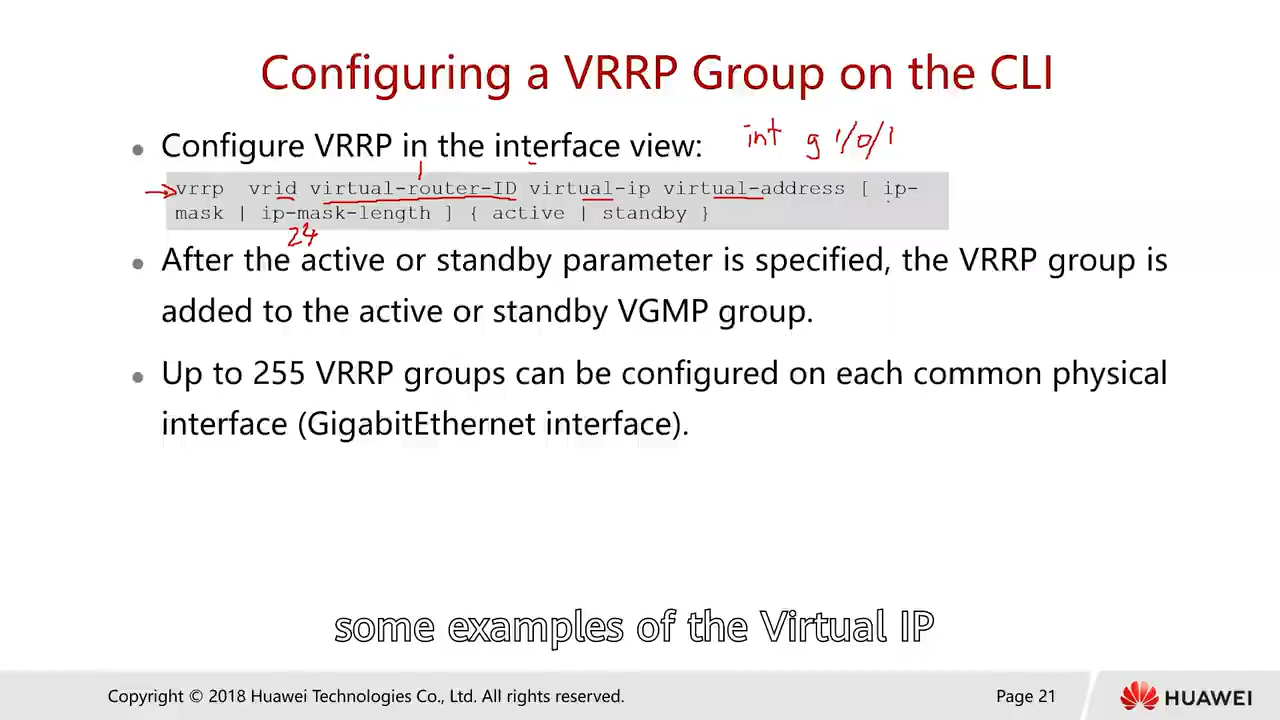 Configuring a VRRP Group on the CLI
• Configure VRRP in the interface view: int g 1/0/1
1
vrrp vrid virtual-router-ID virtual-ip virtual-address [ ip-
mask | ip-mask-length ] { active | standby }
24
• After the active or standby parameter is specified, the VRRP group is
added to the active or standby VGMP group.
• Up to 255 VRRP groups can be configured on each common physical
interface (GigabitEthernet interface).
some examples of the Virtual IP
Copyright © 2018 Huawei Technologies Co., Ltd. All rights reserved.
Page 21
HUAWEI